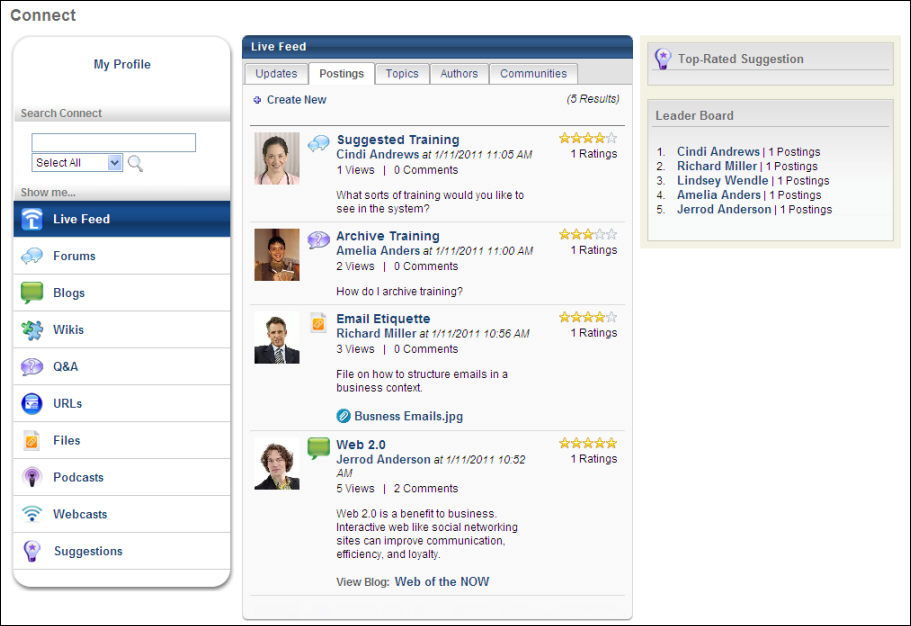 Connect
My Profile
Search Connect
Select All
Show me...
Live Feed
Forums
Blogs
Wikis
Q&A
URLs
Files
Podcasts
Webcasts
Suggestions
Live Feed
Updates
Postings
Topics
Authors
Communities
Create New
(5 Results)
Suggested Training
Cindi Andrews at 1/11/2011 11:05 AM
1 Ratings
1 Views | 0 Comments
What sorts of training would you like to
see in the system?
Archive Training
Amelia Anders at 1/11/2011 11:00 AM
1 Ratings
2 Views | 0 Comments
How do I archive training?
Email Etiquette
Richard Miller at 1/11/2011 10:56 AM
1 Ratings
3 Views | 0 Comments
File on how to structure emails in a
business context.
Busness Emails.jpg
Web 2.0
Jerrod Anderson at 1/11/2011 10:52
AM
1 Ratings
5 Views | 2 Comments
Web 2.0 is a benefit to business.
Interactive web like social networking
sites can improve communication,
efficiency, and loyalty.
View Blog: Web of the NOW
Top-Rated Suggestion
Leader Board
1. Cindi Andrews | 1 Postings
2. Richard Miller | 1 Postings
3. Lindsey Wendle | 1 Postings
4. Amelia Anders | 1 Postings
5. Jerrod Anderson | 1 Postings